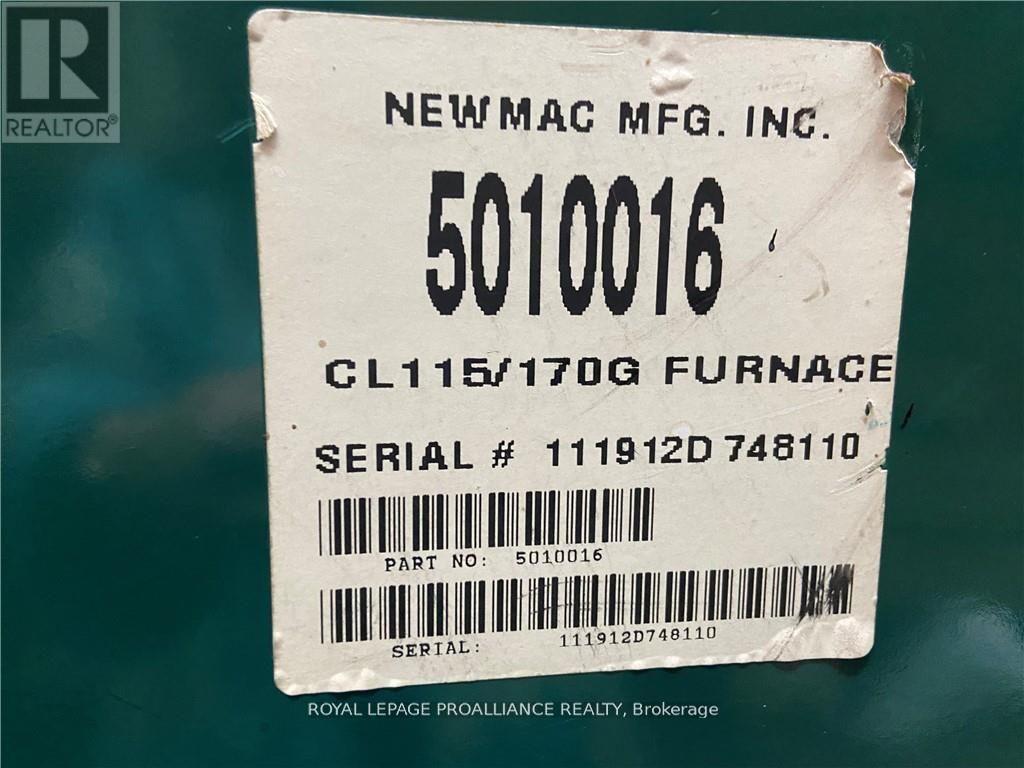 REALTOR®
NEWMAC MFG. INC.
5010016
CL115/170G FURNACE
SERIAL # 111912D748110
PART NO: 5010016
SERIAL: 111912D748110
ROYAL LEPAGE PROALLIANCE REALTY, Brokerage